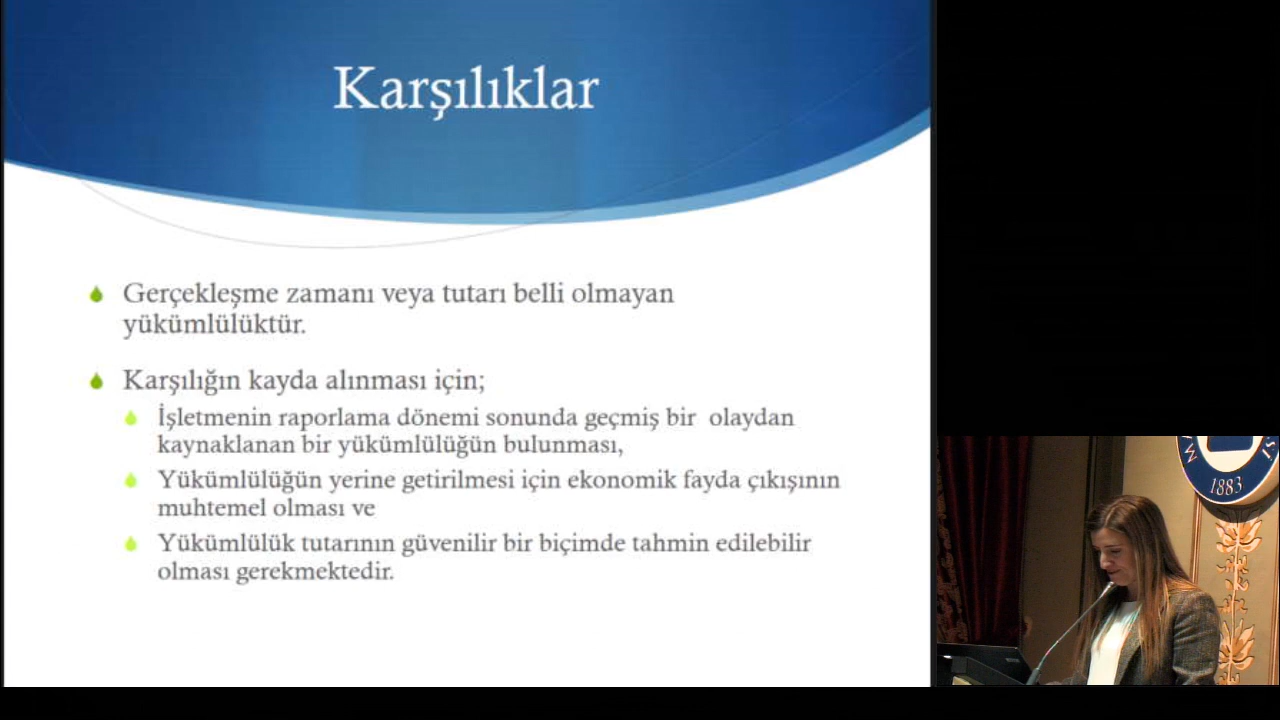 Karşılıklar
Gerçekleşme zamanı veya tutarı belli olmayan
yükümlülüktür.
Karşılığın kayda alınması için;
İşletmenin raporlama dönemi sonunda geçmiş bir olaydan
kaynaklanan bir yükümlülüğün bulunması,
Yükümlülüğün yerine getirilmesi için ekonomik fayda çıkışının
muhtemel olması ve
Yükümlülük tutarının güvenilir bir biçimde tahmin edilebilir
olması gerekmektedir.
1883